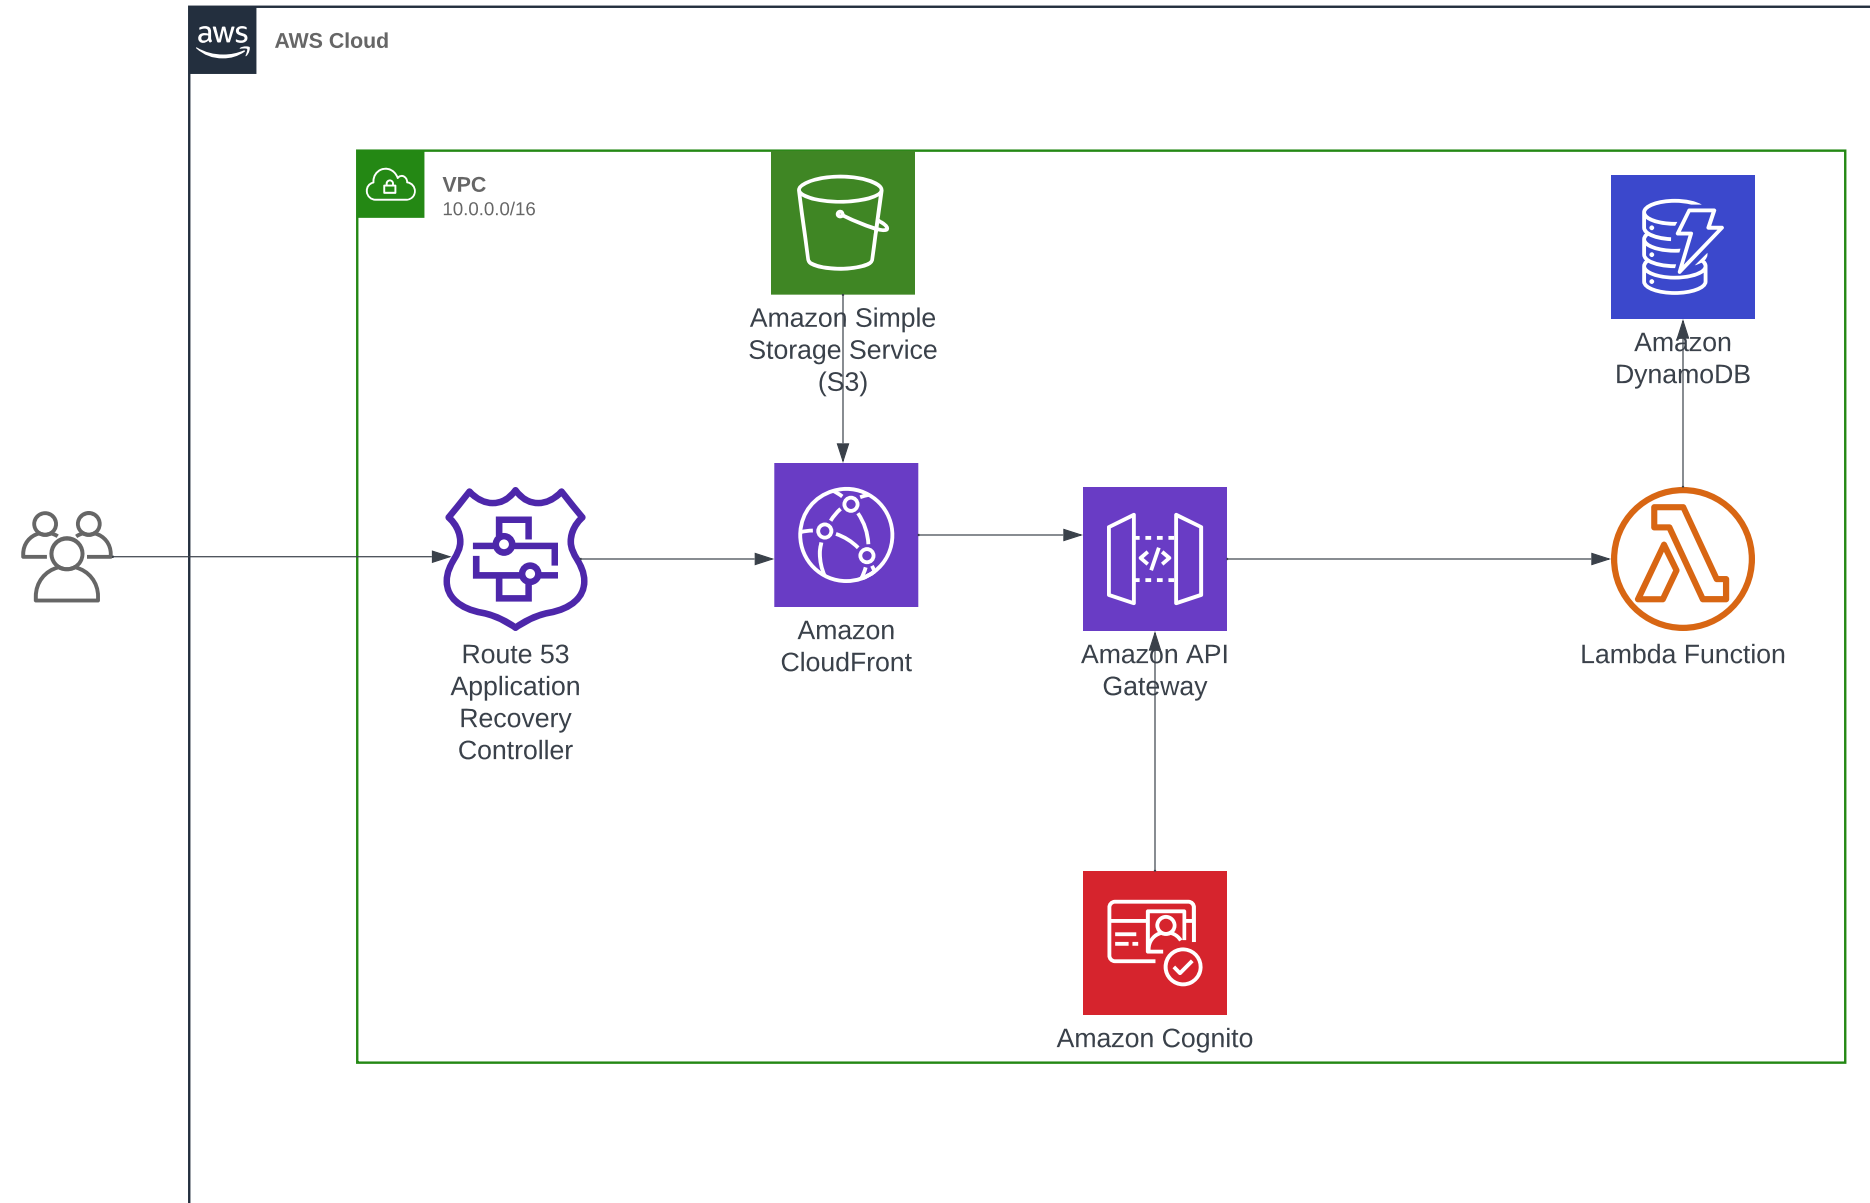 aws
AWS Cloud
VPC
10.0.0.0/16
Amazon Simple
Storage Service
(S3)
Amazon
DynamoDB
Route 53
Application
Recovery
Controller
Amazon
CloudFront
</>
Amazon API
Gateway
Lambda Function
Amazon Cognito